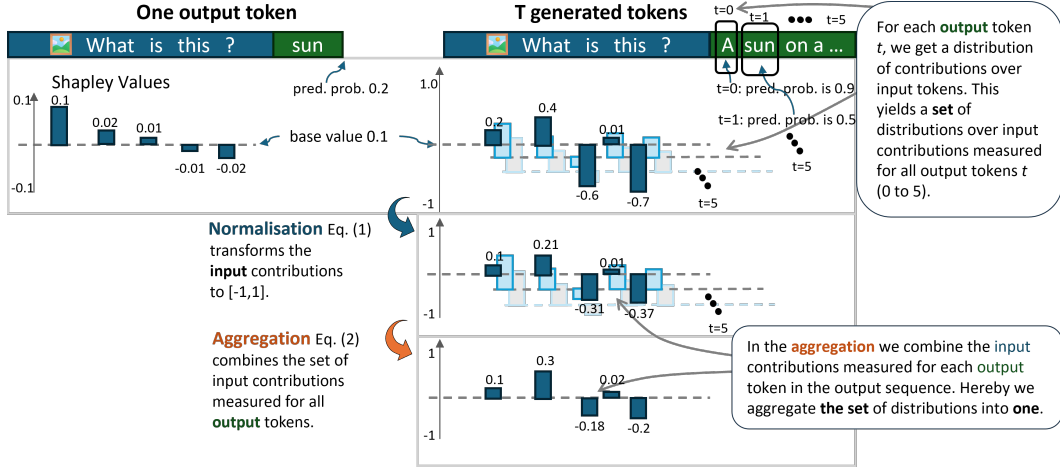 One output token
What is this ? sun
Shapley Values
0.1
0.1
0.02
0.01
-0.01
-0.02
-0.1
pred. prob. 0.2
base value 0.1
T generated tokens
t=0
t=1
t=5
What is this ? A sun on a ...
1.0
0.2
0.4
0.01
-0.6
-0.7
-1
t=0: pred. prob. is 0.9
t=1: pred. prob. is 0.5
t=5
t=5
For each output token
t, we get a distribution
of contributions over
input tokens. This
yields a set of
distributions over input
contributions measured
for all output tokens t
(0 to 5).
Normalisation Eq. (1)
transforms the
input contributions
to [-1,1].
1
0.1
0.21
0.01
-0.31
-0.37
-1
t=5
Aggregation Eq. (2)
combines the set of
input contributions
measured for all
output tokens.
1
0.1
0.3
0.02
-0.18
-0.2
-1
In the aggregation we combine the input
contributions measured for each output
token in the output sequence. Hereby we
aggregate the set of distributions into one.